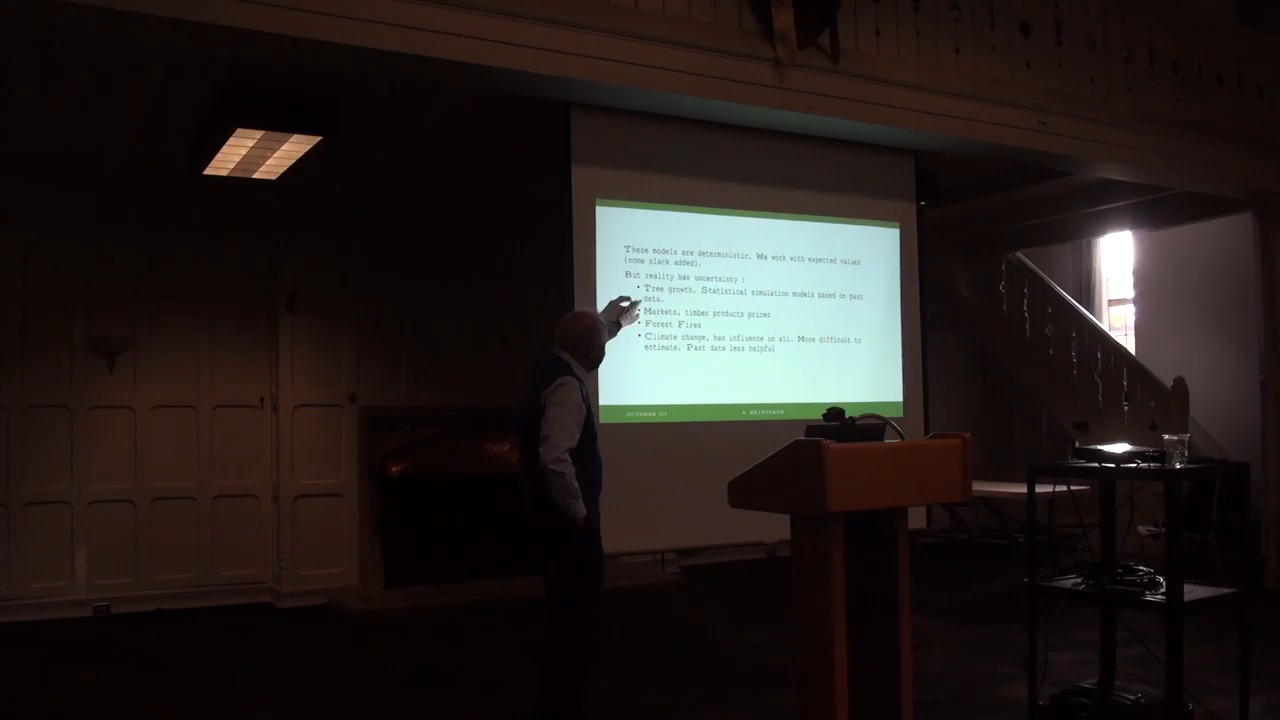 These models are deterministic. We work with expected values
(some slack added).
But reality has uncertainty :
• Tree growth. Statistical simulation models based on past
data.
Markets, timber products prices
• Forest Fires
• Climate change, has influence on all. More difficult to
estimate. Past data less helpful
OCTOBER
A. WEINTRAUB